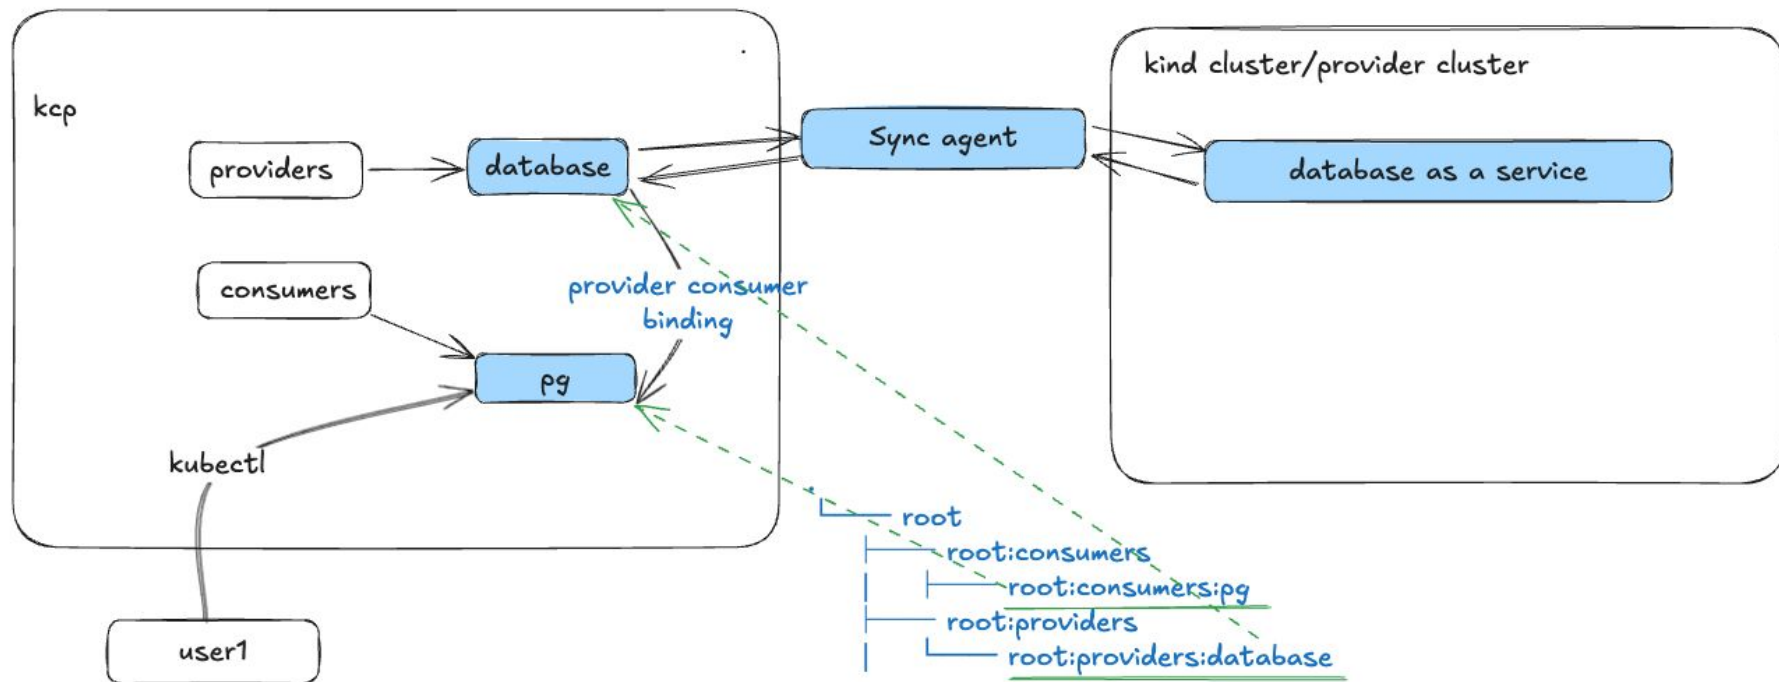 kcp
providers
database
Sync agent
kind cluster/provider cluster
database as a service
consumers
provider consumer
binding
pg
kubectl
user1
root
root:consumers
root:consumers:pg
root:providers
root:providers:database